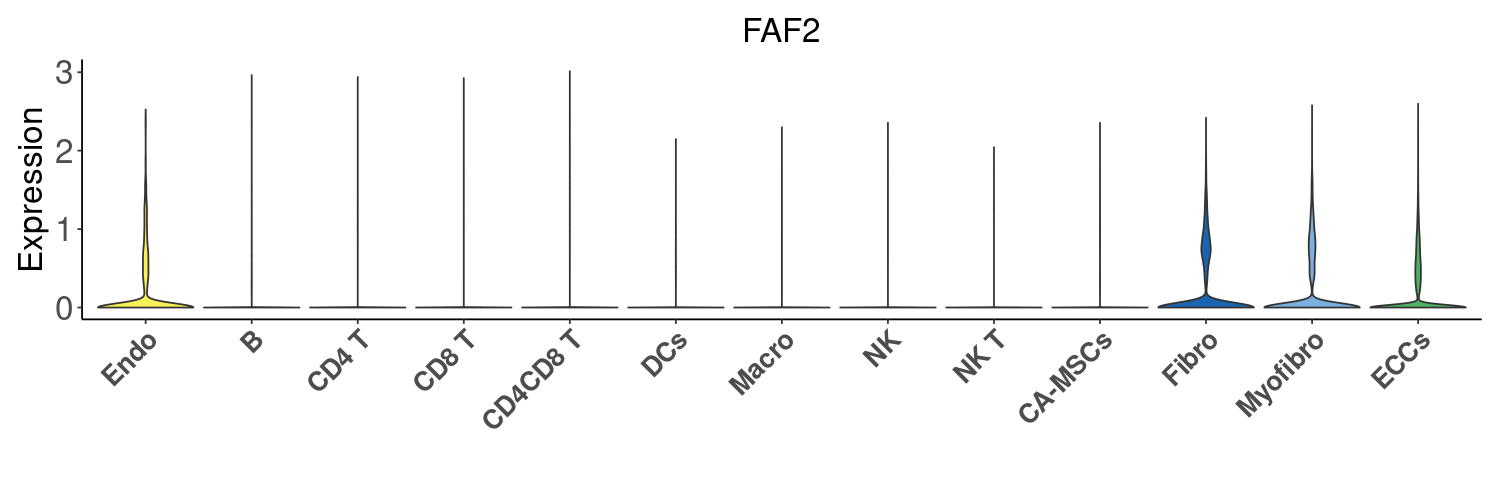 FAF2
Expression
3
2
1
0
Endo
B
CD4 T
CD8 T
CD4CD8 T
DCs
Macro
NK
NK T
CA-MSCs
Fibro
Myofibro
ECCs